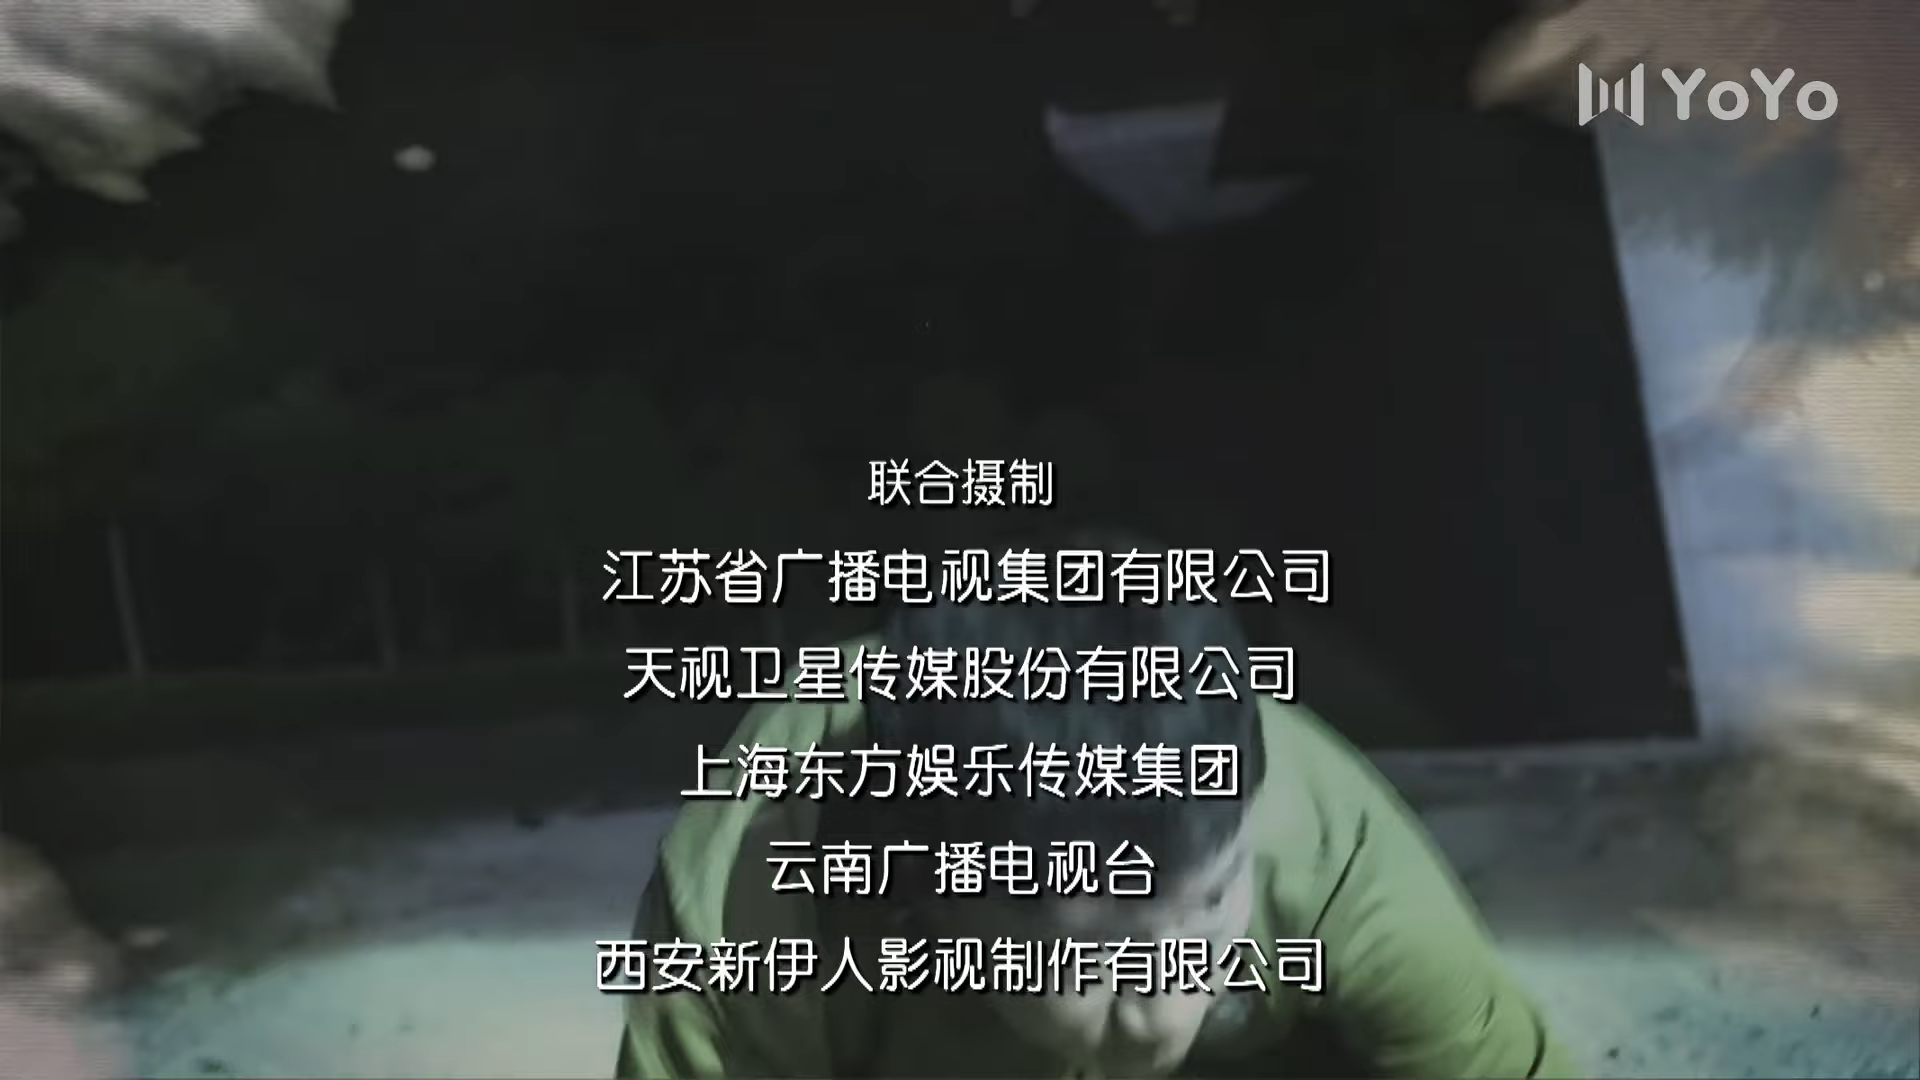 YoYo
联合摄制
江苏省广播电视集团有限公司
天视卫星传媒股份有限公司
上海东方娱乐传媒集团
云南广播电视台
西安新伊人影视制作有限公司